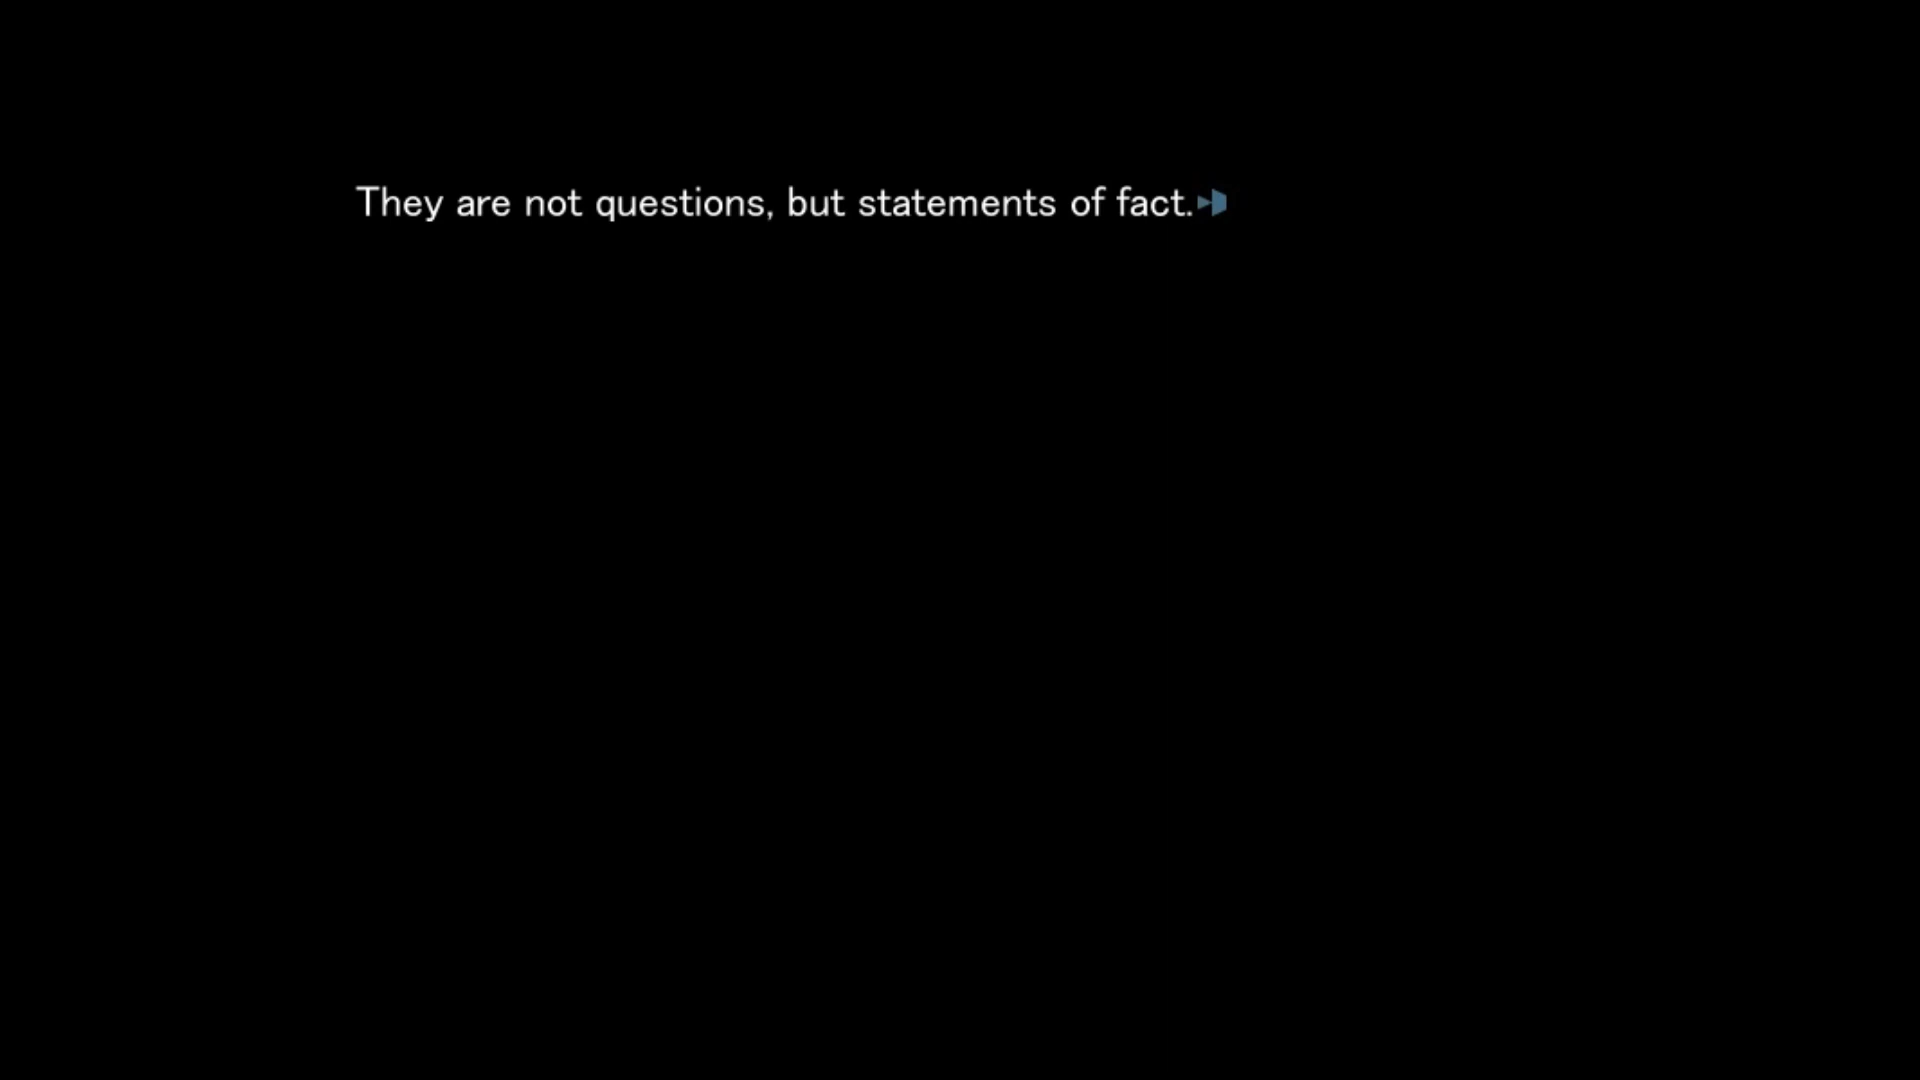 They are not questions, but statements of fact.